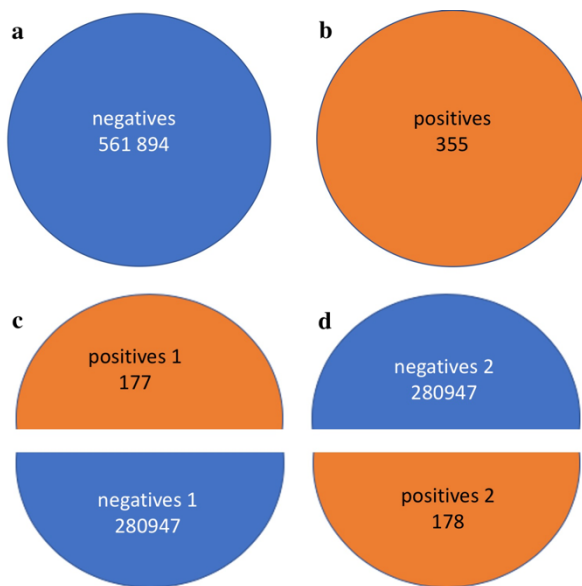 a
negatives
561 894
b
positives
355
c
positives 1
177
negatives 1
280947
d
negatives 2
280947
positives 2
178